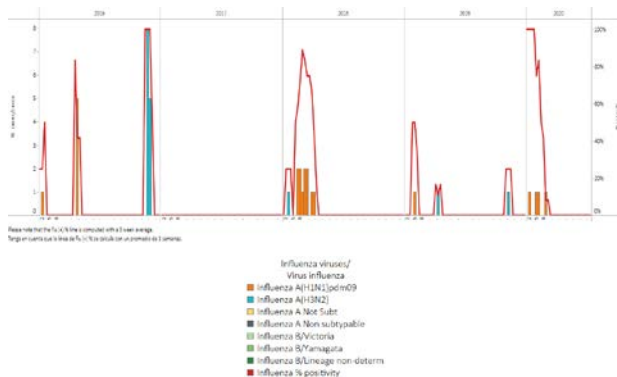 2016 2017 2018 2019 2020
8
7
6
5
4
3
2
1
0
100%
80%
60%
40%
20%
0%
Please note that the Flu (+) % line is computed with a 3 week average.
Tenga en cuenta que la línea de Flu (+) % se calcula con un promedio de 3 semanas.
Influenza viruses/
Virus influenza
Influenza A(H1N1)pdm09
Influenza A(H3N2)
Influenza A Not Subt
Influenza A Non subtypable
Influenza B/Victoria
Influenza B/Yamagata
Influenza B/Lineage non-determ
Influenza % positivity